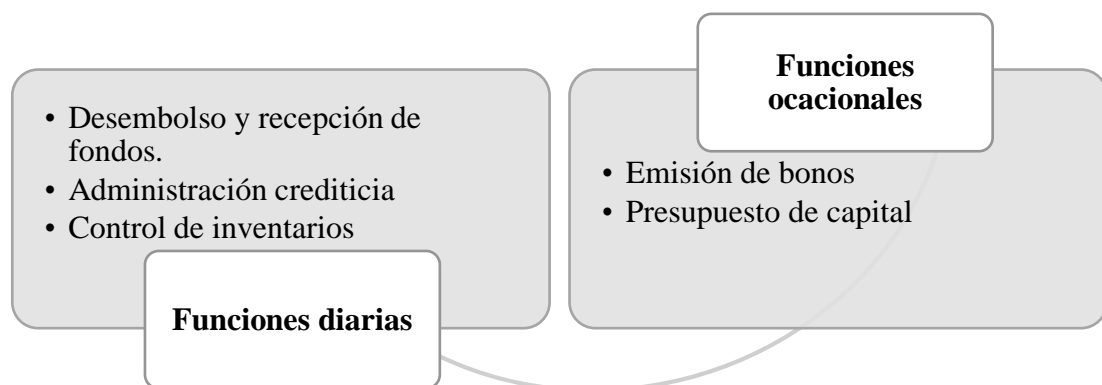 • Desembolso y recepción de
fondos.
• Administración crediticia
• Control de inventarios
Funciones diarias
Funciones
ocacionales
• Emisión de bonos
• Presupuesto de capital